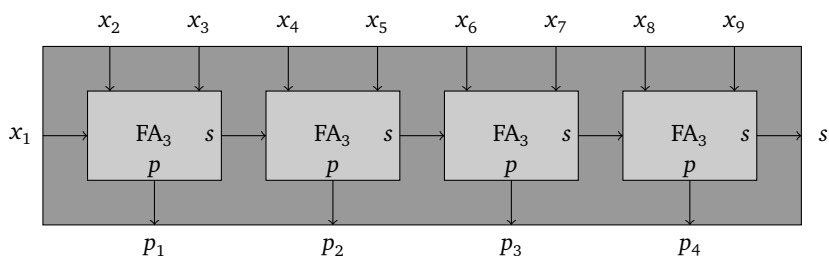 x₂ x₃ x₄ x₅ x₆ x₇ x₈ x₉
x₁ FA₃ s FA₃ s FA₃ s FA₃ s s
p p p p
p₁ p₂ p₃ p₄